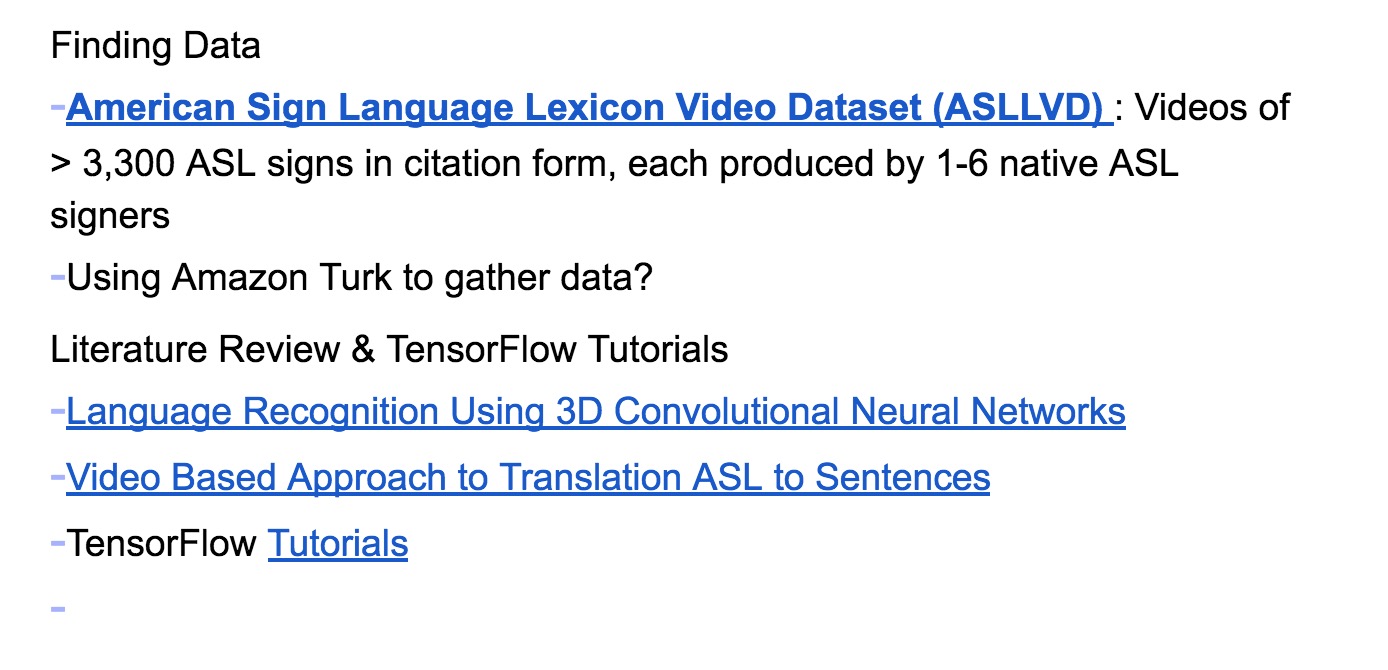 Finding Data
-American Sign Language Lexicon Video Dataset (ASLLVD) : Videos of
> 3,300 ASL signs in citation form, each produced by 1-6 native ASL
signers
-Using Amazon Turk to gather data?
Literature Review & TensorFlow Tutorials
-Language Recognition Using 3D Convolutional Neural Networks
-Video Based Approach to Translation ASL to Sentences
-TensorFlow Tutorials
-